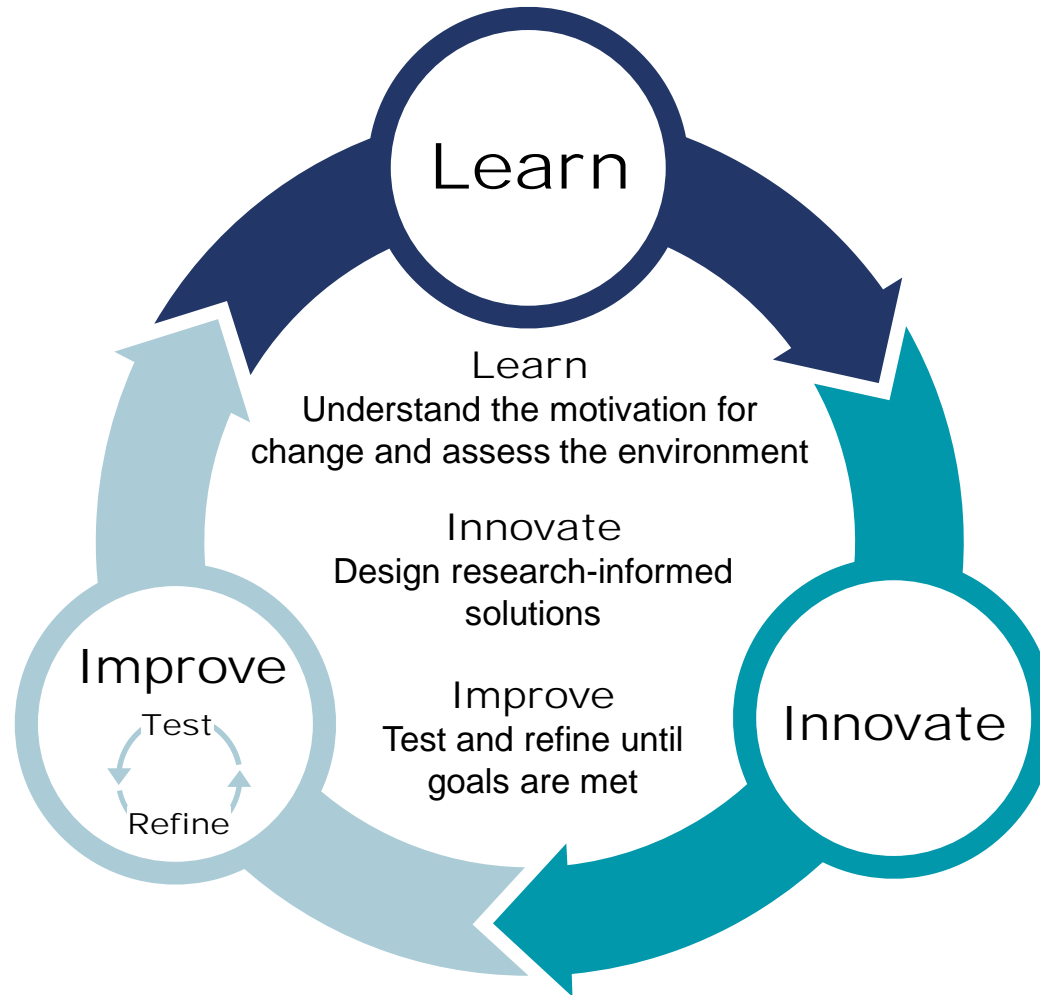 Learn
Learn
Understand the motivation for
change and assess the environment
Innovate
Design research-informed
solutions
Improve
Test and refine until
goals are met
Innovate
Improve
Test
Refine